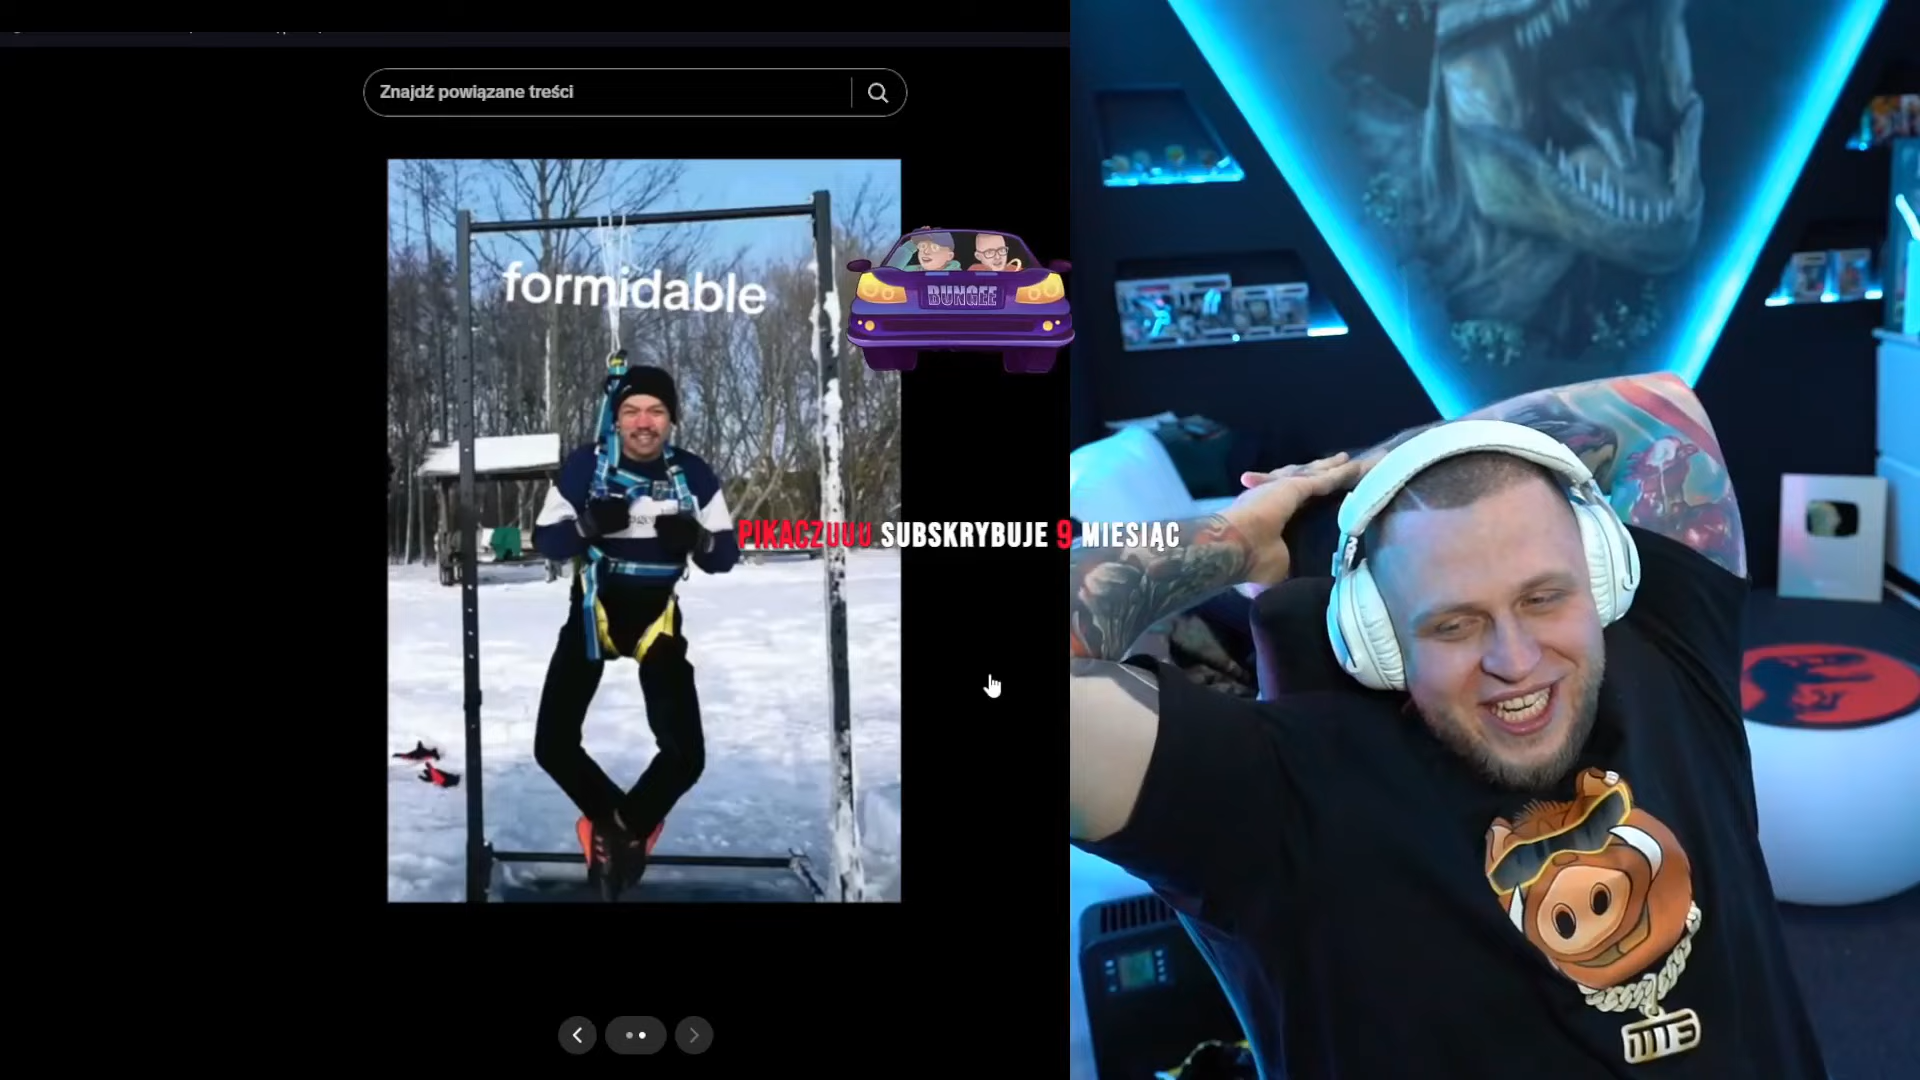 Znajdź powiązane treści
formidable
BUNGEE
PIKACZUUU SUBSKRYBUJE 9 MIESIĄC